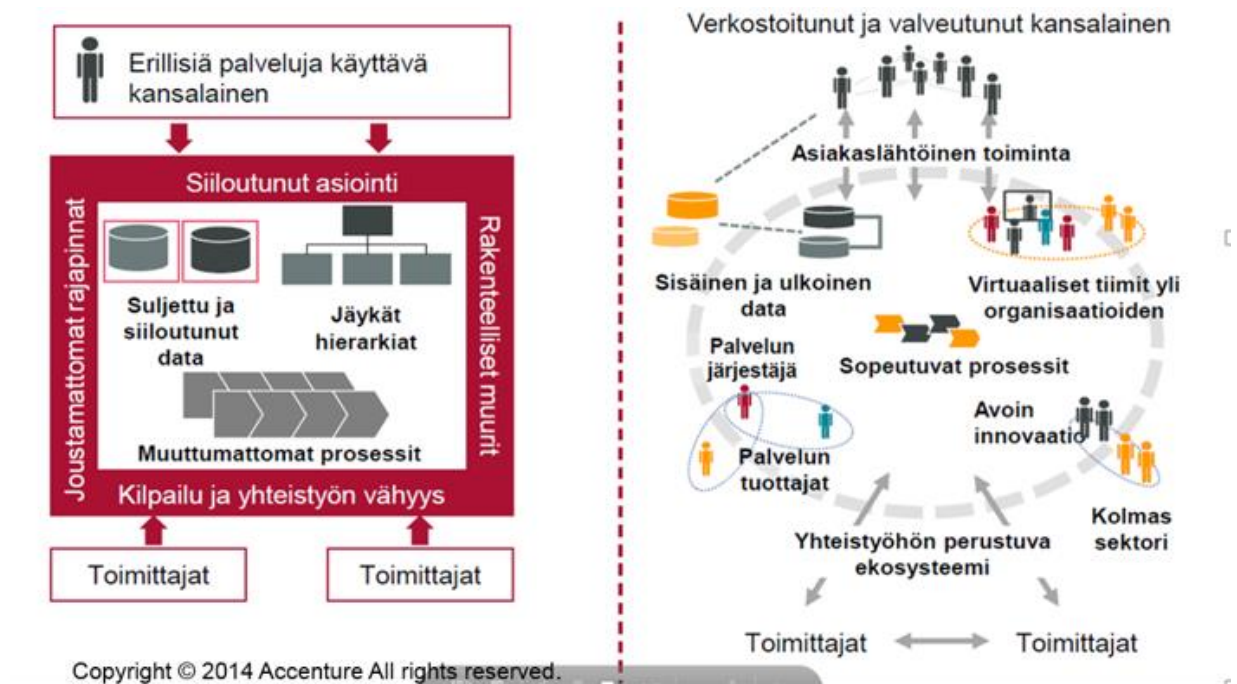 Erillisiä palveluja käyttävä
kansalainen
Siiloutunut asiointi
Joustamattomat rajapinnat
Suljettu ja
siiloutunut
data
Jäykät
hierarkiat
Rakenteelliset muurit
Muuttumattomat prosessit
Kilpailu ja yhteistyön vähyys
Toimittajat
Toimittajat
Copyright © 2014 Accenture All rights reserved.
Verkostoitunut ja valveutunut kansalainen
Asiakaslähtöinen toiminta
Sisäinen ja ulkoinen
data
Virtuaaliset tiimit yli
organisaatioiden
Sopeutuvat prosessit
Palvelun
järjestäjä
Palvelun
tuottajat
Avoin
innovaatio
Kolmas
sektori
Yhteistyöhön perustuva
ekosysteemi
Toimittajat
Toimittajat